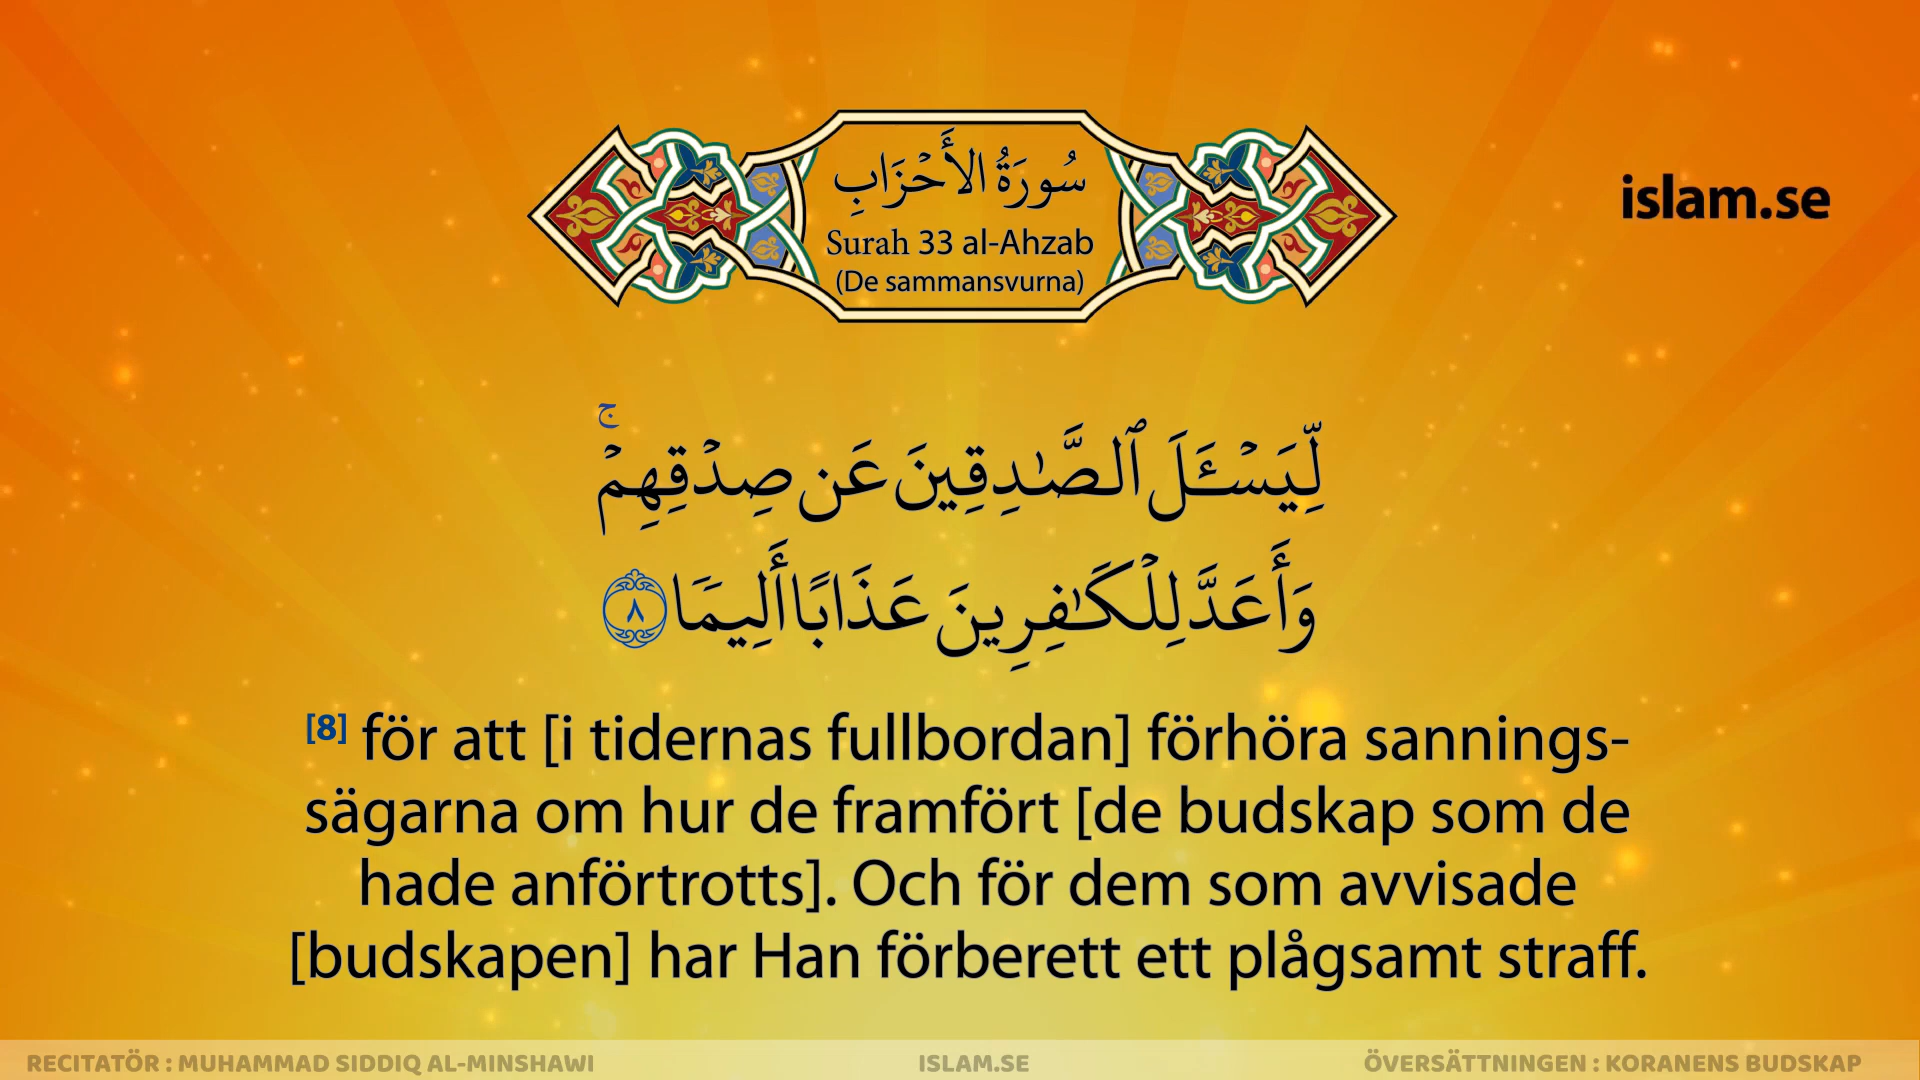 سُورَةُ الأَحْزَابِ
Surah 33 al-Ahzab
(De sammansvurna)
islam.se
لِّيَسْـَٔلَ ٱلصَّـٰدِقِينَ عَن صِدْقِهِمْ ۚ
وَأَعَدَّ لِلْكَـٰفِرِينَ عَذَابًا أَلِيمًا ٨
[8] för att [i tidernas fullbordan] förhöra sannings-
sägarna om hur de framfört [de budskap som de
hade anförtrotts]. Och för dem som avvisade
[budskapen] har Han förberett ett plågsamt straff.
RECITATÖR : MUHAMMAD SIDDIQ AL-MINSHAWI
ISLAM.SE
ÖVERSÄTTNINGEN : KORANENS BUDSKAP